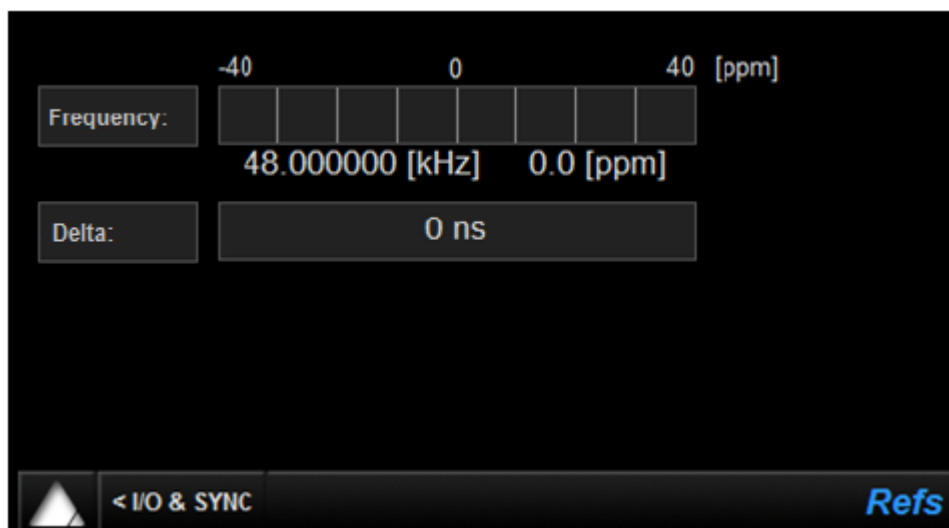 -40 0 40 [ppm]
Frequency:
48.000000 [kHz] 0.0 [ppm]
Delta: 0 ns
< I/O & SYNC Refs